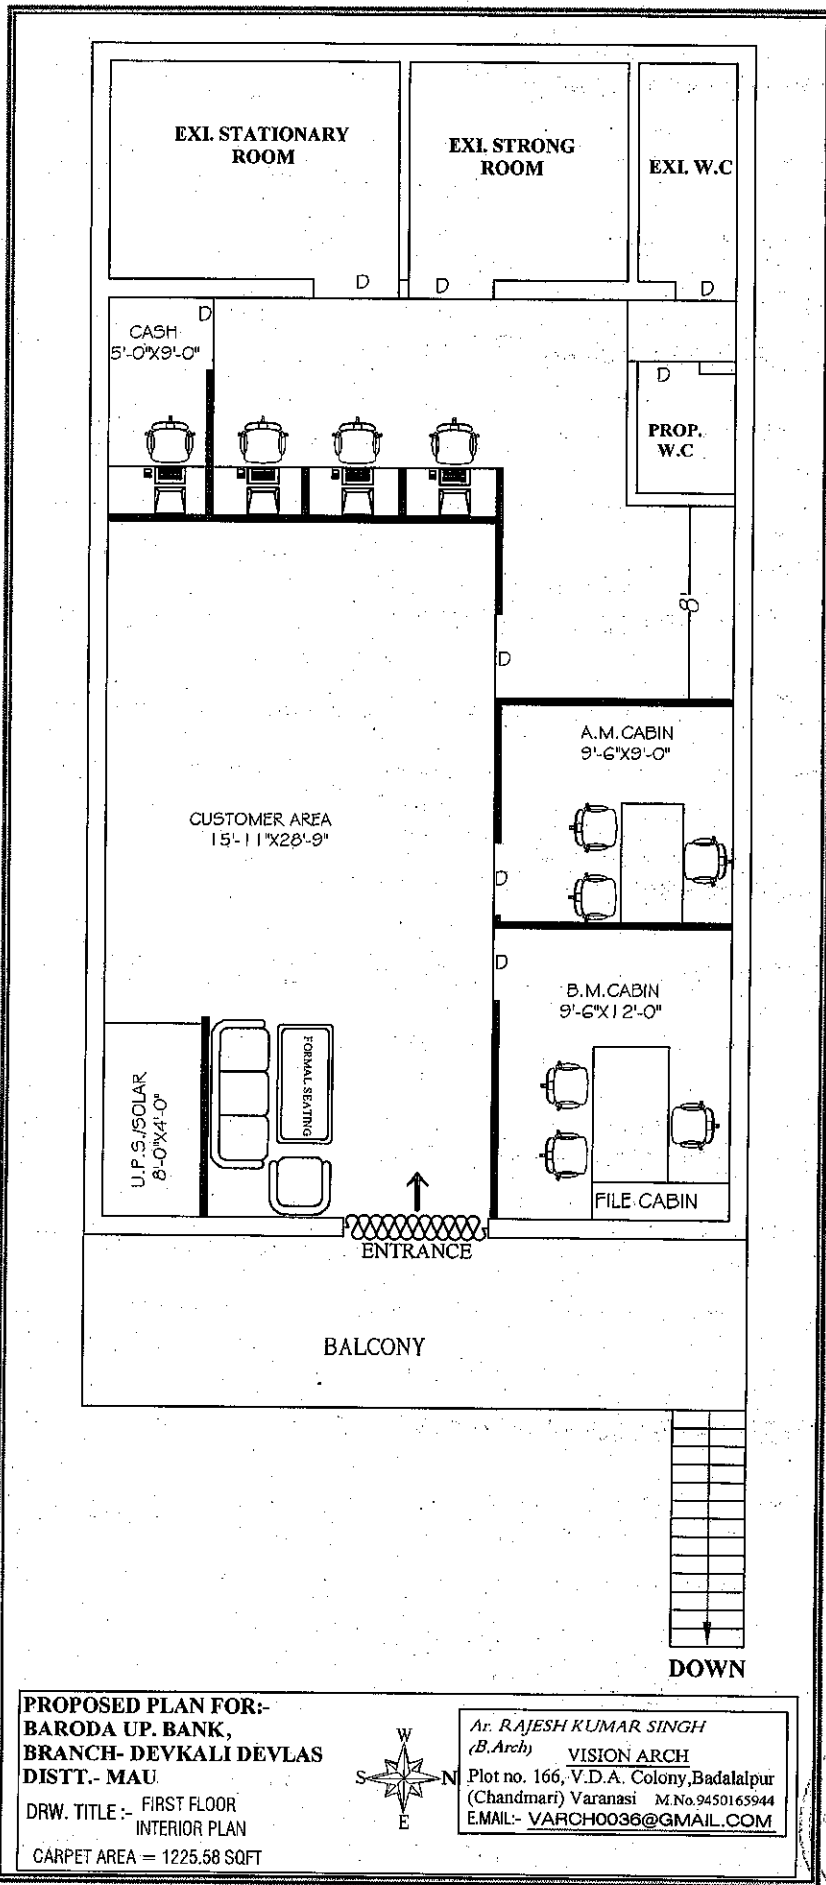 EXI. STATIONARY
ROOM
EXI. STRONG
ROOM
EXI. W.C
D
D
D
D
CASH
5'-0"X9'-0"
D
PROP.
W.C
8'
D
A.M.CABIN
9'-6"X9'-0"
CUSTOMER AREA
15'-11"X28'-9"
D
D
B.M.CABIN
9'-6"X12'-0"
U.P.S./SOLAR
8'-0"X4'-0"
FORMAL SEATING
FILE CABIN
ENTRANCE
BALCONY
DOWN
PROPOSED PLAN FOR:-
BARODA UP. BANK,
BRANCH- DEVKALI DEVLAS
DISTT.- MAU
DRW. TITLE :- FIRST FLOOR
INTERIOR PLAN
CARPET AREA = 1225.58 SQFT
W
S
N
E
Ar. RAJESH KUMAR SINGH
(B.Arch)
VISION ARCH
Plot no. 166, V.D.A. Colony,Badalalpur
(Chandmari) Varanasi M.No.9450165944
E.MAIL:- VARCH0036@GMAIL.COM